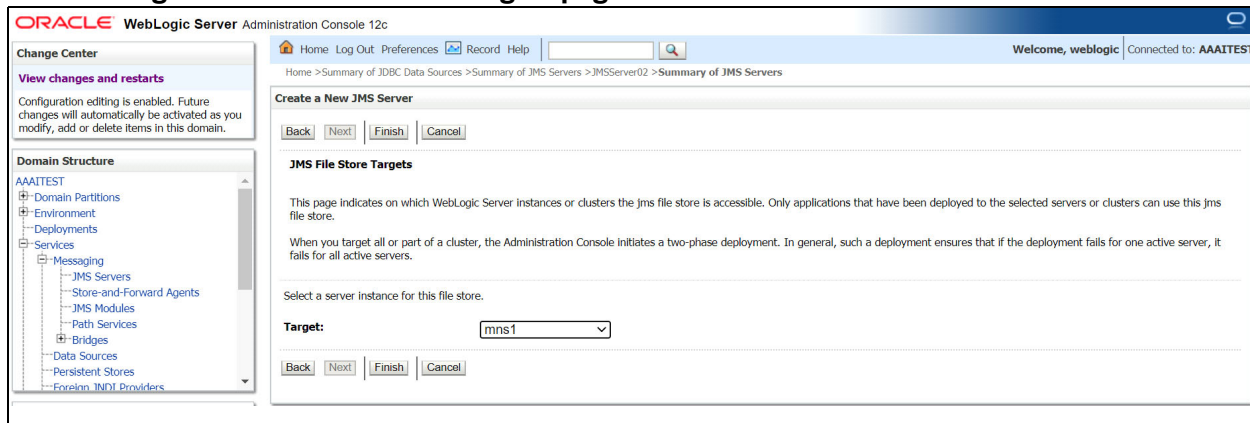 ORACLE WebLogic Server Administration Console 12c
Change Center
View changes and restarts
Configuration editing is enabled. Future
changes will automatically be activated as you
modify, add or delete items in this domain.
Domain Structure
AAAITEST
Domain Partitions
Environment
Deployments
Services
Messaging
JMS Servers
Store-and-Forward Agents
JMS Modules
Path Services
Bridges
Data Sources
Persistent Stores
Foreign JNDI Providers
Home Log Out Preferences Record Help
Welcome, weblogic Connected to: AAAITEST
Home >Summary of JDBC Data Sources >Summary of JMS Servers >JMSServer02 >Summary of JMS Servers
Create a New JMS Server
Back Next Finish Cancel
JMS File Store Targets
This page indicates on which WebLogic Server instances or clusters the jms file store is accessible. Only applications that have been deployed to the selected servers or clusters can use this jms
file store.
When you target all or part of a cluster, the Administration Console initiates a two-phase deployment. In general, such a deployment ensures that if the deployment fails for one active server, it
fails for all active servers.
Select a server instance for this file store.
Target: mns1
Back Next Finish Cancel